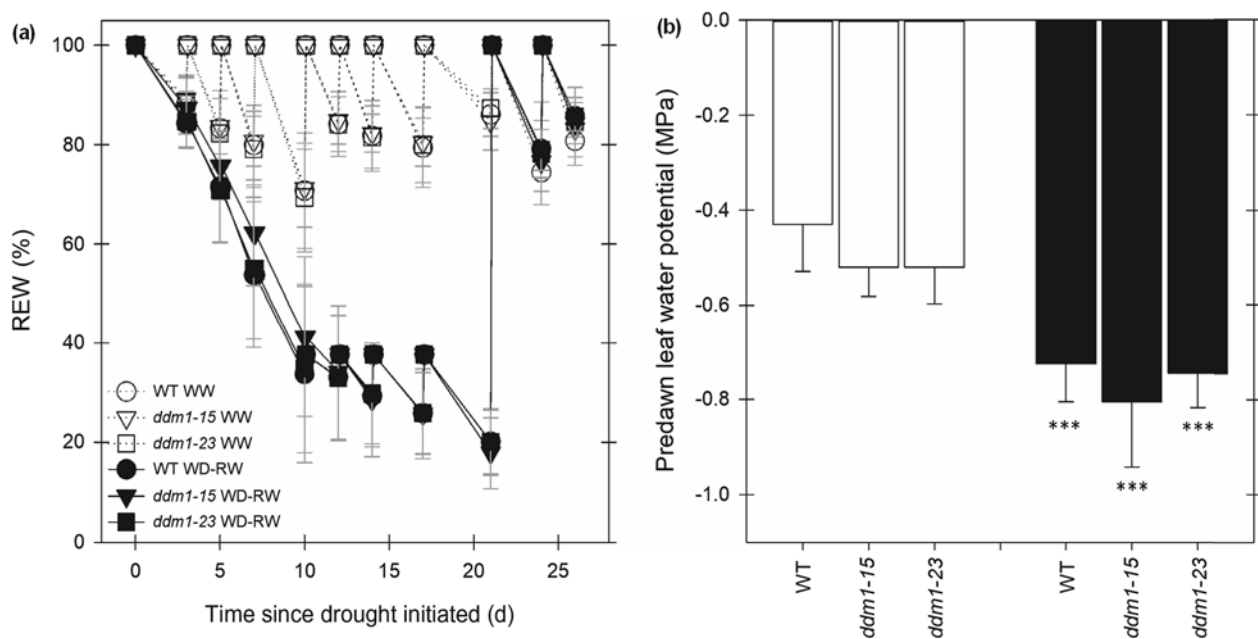 (a)
100
80
60
40
20
0
REW (%)
WT WW
ddm1-15 WW
ddm1-23 WW
WT WD-RW
ddm1-15 WD-RW
ddm1-23 WD-RW
0 5 10 15 20 25
Time since drought initiated (d)
(b)
0.0
-0.2
-0.4
-0.6
-0.8
-1.0
Predawn leaf water potential (MPa)
*** *** ***
WT ddm1-15 ddm1-23 WT ddm1-15 ddm1-23